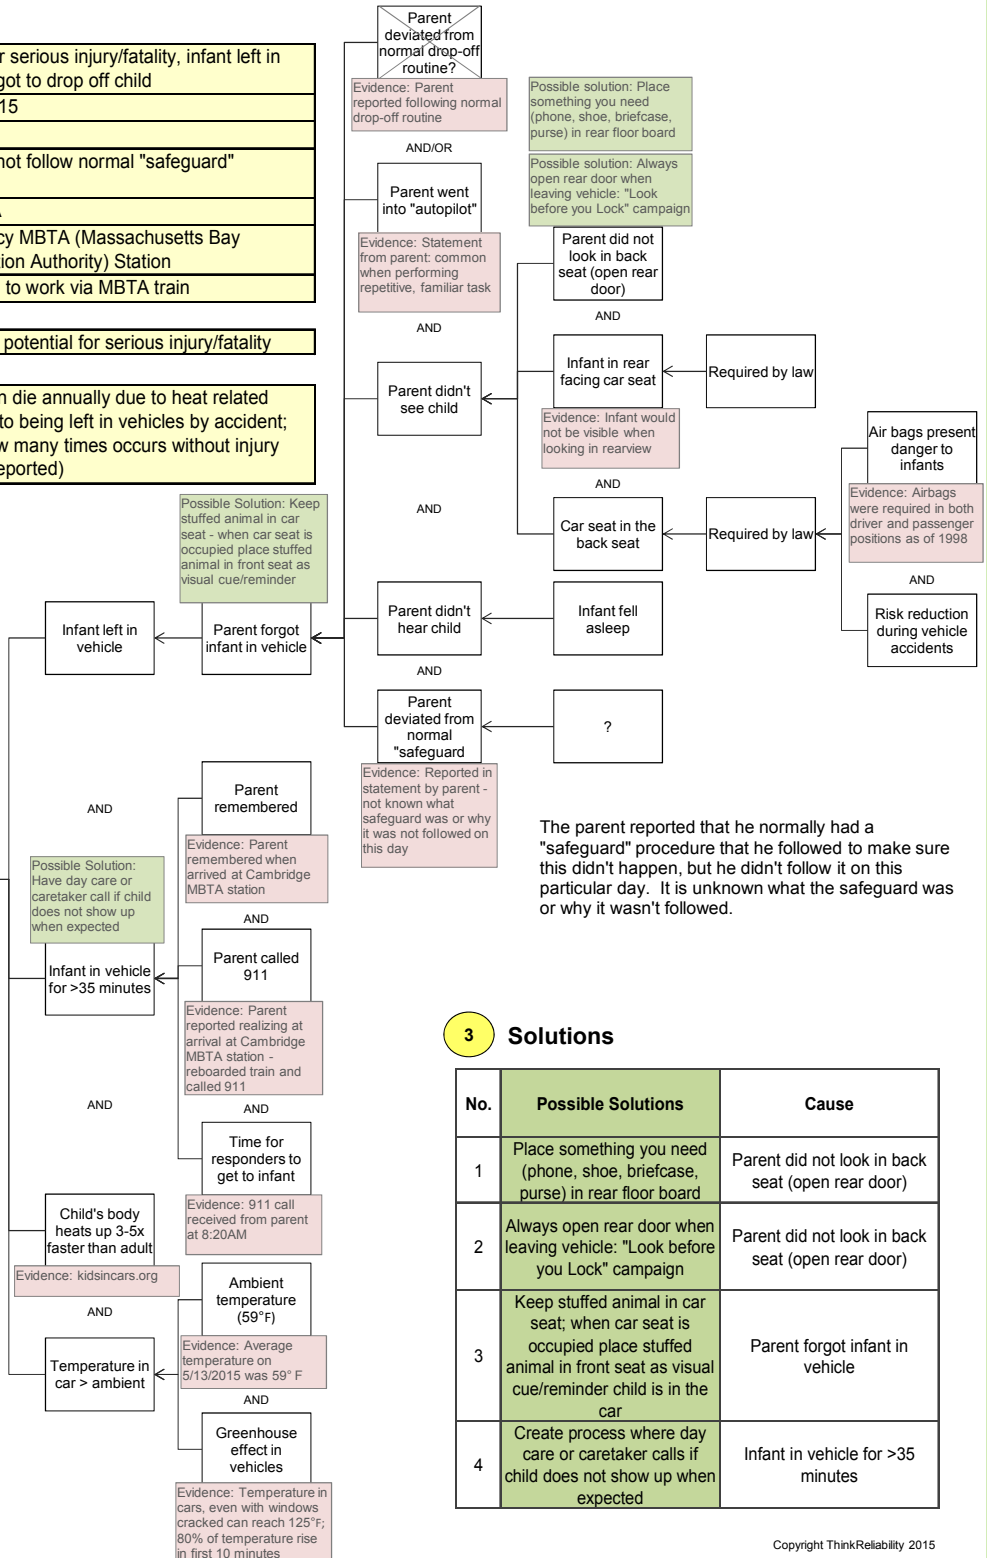 r serious injury/fatality, infant left in
got to drop off child
15
not follow normal "safeguard"
cy MBTA (Massachusetts Bay
tion Authority) Station
to work via MBTA train
potential for serious injury/fatality
n die annually due to heat related
to being left in vehicles by accident;
w many times occurs without injury
eported)
Parent
deviated from
normal drop-off
routine?
Evidence: Parent
reported following normal
drop-off routine
AND/OR
Parent went
into "autopilot"
Evidence: Statement
from parent: common
when performing
repetitive, familiar task
AND
Parent didn't
see child
AND
Possible solution: Place
something you need
(phone, shoe, briefcase,
purse) in rear floor board
Possible solution: Always
open rear door when
leaving vehicle: "Look
before you Lock" campaign
Parent did not
look in back
seat (open rear
door)
AND
Infant in rear
facing car seat
Evidence: Infant would
not be visible when
looking in rearview
Required by law
AND
Car seat in the
back seat
Required by law
Air bags present
danger to
infants
Evidence: Airbags
were required in both
driver and passenger
positions as of 1998
AND
Risk reduction
during vehicle
accidents
Possible Solution: Keep
stuffed animal in car
seat - when car seat is
occupied place stuffed
animal in front seat as
visual cue/reminder
Infant left in
vehicle
Parent forgot
infant in vehicle
Parent didn't
hear child
Infant fell
asleep
AND
Parent
deviated from
normal
"safeguard
?
Evidence: Reported in
statement by parent -
not known what
safeguard was or why
it was not followed on
this day
The parent reported that he normally had a
"safeguard" procedure that he followed to make sure
this didn't happen, but he didn't follow it on this
particular day. It is unknown what the safeguard was
or why it wasn't followed.
AND
Possible Solution:
Have day care or
caretaker call if child
does not show up
when expected
Infant in vehicle
for >35 minutes
Parent
remembered
Evidence: Parent
remembered when
arrived at Cambridge
MBTA station
AND
Parent called
911
Evidence: Parent
reported realizing at
arrival at Cambridge
MBTA station -
reboarded train and
called 911
AND
Time for
responders to
get to infant
Evidence: 911 call
received from parent
at 8:20AM
AND
Child's body
heats up 3-5x
faster than adult
Evidence: kidsincars.org
AND
Temperature in
car > ambient
Ambient
temperature
(59°F)
Evidence: Average
temperature on
5/13/2015 was 59° F
AND
Greenhouse
effect in
vehicles
Evidence: Temperature in
cars, even with windows
cracked can reach 125°F;
80% of temperature rise
in first 10 minutes
3 Solutions
No. Possible Solutions Cause
1 Place something you need
(phone, shoe, briefcase,
purse) in rear floor board
Parent did not look in back
seat (open rear door)
2 Always open rear door when
leaving vehicle: "Look before
you Lock" campaign
Parent did not look in back
seat (open rear door)
3 Keep stuffed animal in car
seat; when car seat is
occupied place stuffed
animal in front seat as visual
cue/reminder child is in the
car
Parent forgot infant in
vehicle
4 Create process where day
care or caretaker calls if
child does not show up when
expected
Infant in vehicle for >35
minutes
Copyright ThinkReliability 2015